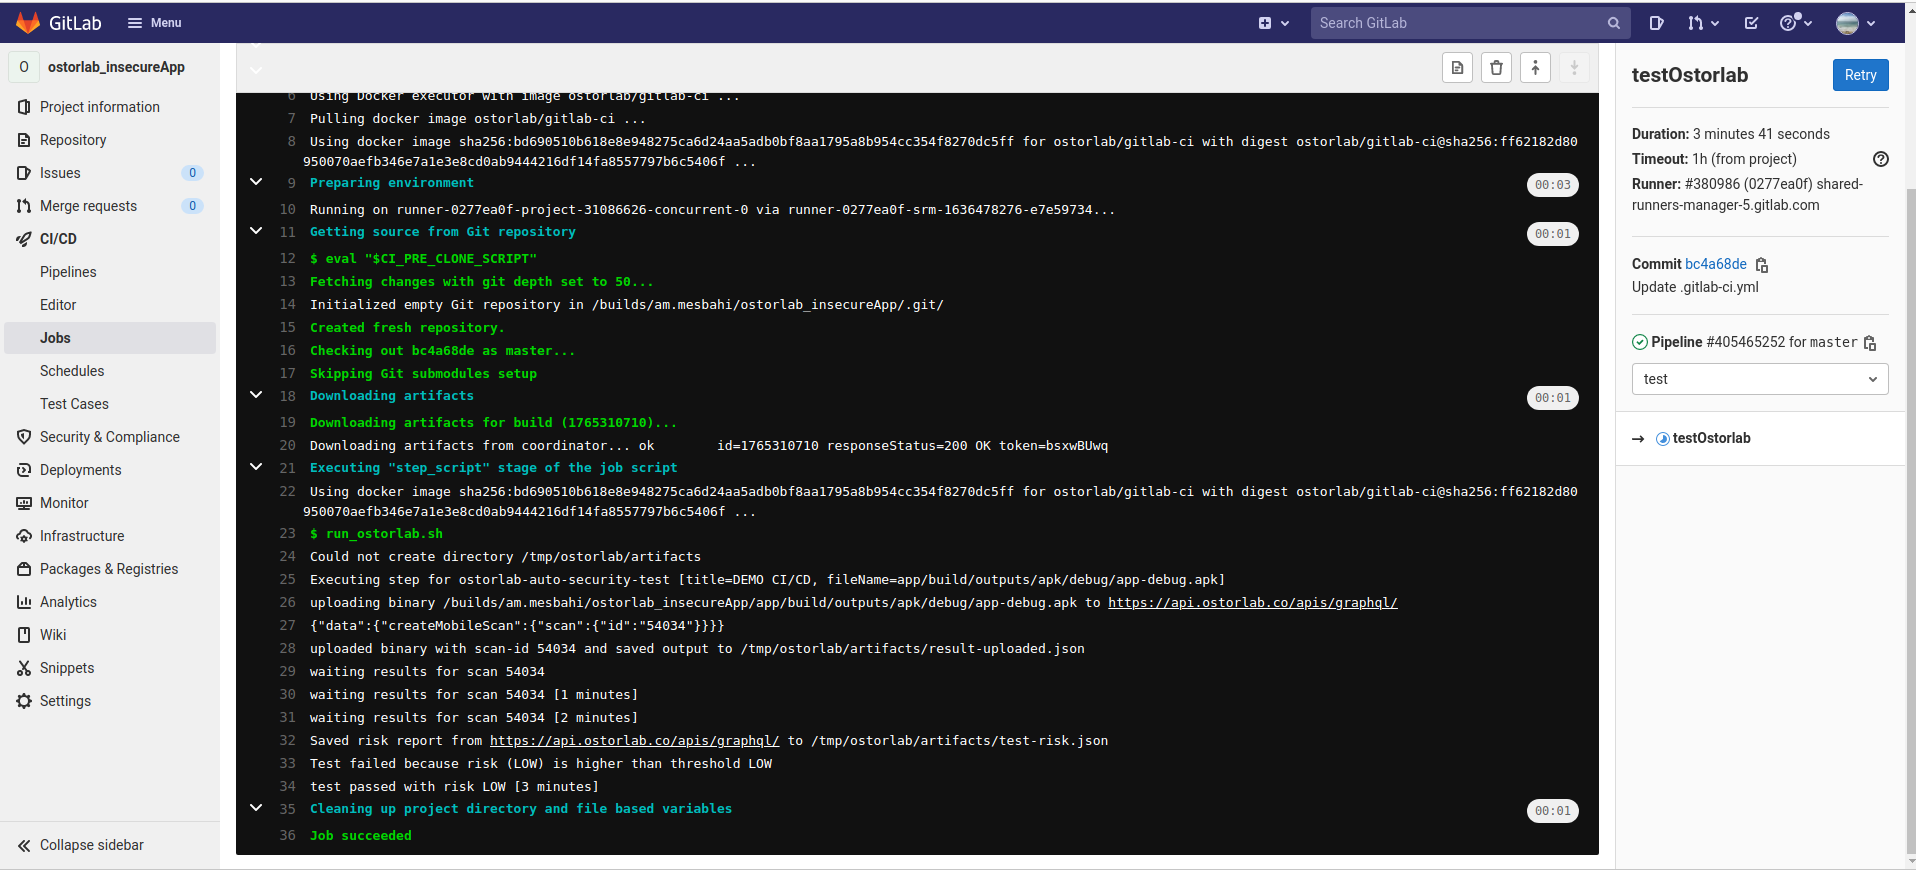 GitLab
Menu
Search GitLab
O
ostorlab_insecureApp
Project information
Repository
Issues 0
Merge requests 0
CI/CD
Pipelines
Editor
Jobs
Schedules
Test Cases
Security & Compliance
Deployments
Monitor
Infrastructure
Packages & Registries
Analytics
Wiki
Snippets
Settings
Collapse sidebar
6 Using Docker executor with image ostorlab/gitlab-ci ...
7 Pulling docker image ostorlab/gitlab-ci ...
8 Using docker image sha256:bd690510b618e8e948275ca6d24aa5adb0bf8aa1795a8b954cc354f8270dc5ff for ostorlab/gitlab-ci with digest ostorlab/gitlab-ci@sha256:ff62182d80
950070aefb346e7a1e3e8cd0ab9444216df14fa8557797b6c5406f ...
9 Preparing environment 00:03
10 Running on runner-0277ea0f-project-31086626-concurrent-0 via runner-0277ea0f-srm-1636478276-e7e59734...
11 Getting source from Git repository 00:01
12 $ eval "$CI_PRE_CLONE_SCRIPT"
13 Fetching changes with git depth set to 50...
14 Initialized empty Git repository in /builds/am.mesbahi/ostorlab_insecureApp/.git/
15 Created fresh repository.
16 Checking out bc4a68de as master...
17 Skipping Git submodules setup
18 Downloading artifacts 00:01
19 Downloading artifacts for build (1765310710)...
20 Downloading artifacts from coordinator... ok id=1765310710 responseStatus=200 OK token=bsxwBUwq
21 Executing "step_script" stage of the job script
22 Using docker image sha256:bd690510b618e8e948275ca6d24aa5adb0bf8aa1795a8b954cc354f8270dc5ff for ostorlab/gitlab-ci with digest ostorlab/gitlab-ci@sha256:ff62182d80
950070aefb346e7a1e3e8cd0ab9444216df14fa8557797b6c5406f ...
23 $ run_ostorlab.sh
24 Could not create directory /tmp/ostorlab/artifacts
25 Executing step for ostorlab-auto-security-test [title=DEMO CI/CD, fileName=app/build/outputs/apk/debug/app-debug.apk]
26 uploading binary /builds/am.mesbahi/ostorlab_insecureApp/app/build/outputs/apk/debug/app-debug.apk to https://api.ostorlab.co/apis/graphql/
27 {"data":{"createMobileScan":{"scan":{"id":"54034"}}}}
28 uploaded binary with scan-id 54034 and saved output to /tmp/ostorlab/artifacts/result-uploaded.json
29 waiting results for scan 54034
30 waiting results for scan 54034 [1 minutes]
31 waiting results for scan 54034 [2 minutes]
32 Saved risk report from https://api.ostorlab.co/apis/graphql/ to /tmp/ostorlab/artifacts/test-risk.json
33 Test failed because risk (LOW) is higher than threshold LOW
34 test passed with risk LOW [3 minutes]
35 Cleaning up project directory and file based variables 00:01
36 Job succeeded
testOstorlab
Retry
Duration: 3 minutes 41 seconds
Timeout: 1h (from project)
Runner: #380986 (0277ea0f) shared-
runners-manager-5.gitlab.com
Commit bc4a68de
Update .gitlab-ci.yml
Pipeline #405465252 for master
test
→ testOstorlab